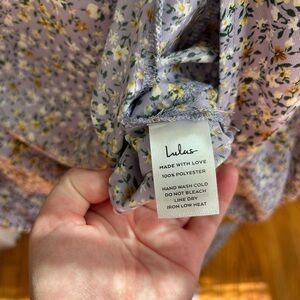 Lulus
MADE WITH LOVE
100% POLYESTER
HAND WASH COLD
DO NOT BLEACH
LINE DRY
IRON LOW HEAT